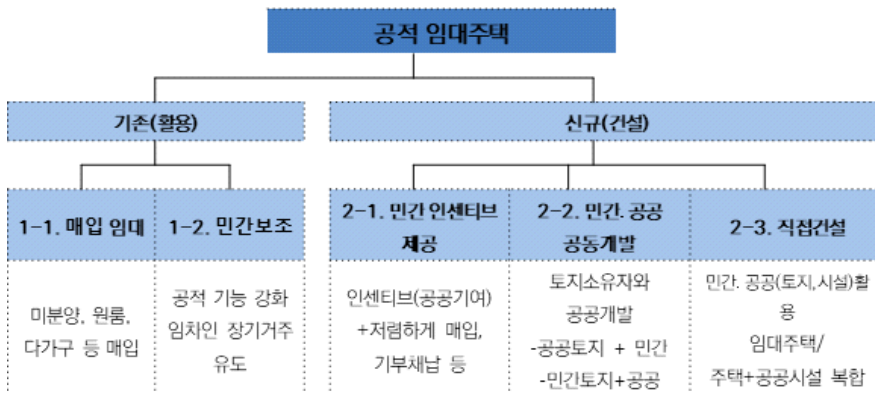 공적 임대주택
기존(활용)
신규(건설)
1-1. 매입 임대
1-2. 민간보조
2-1. 민간 인센티브
제공
2-2. 민간. 공공
공동개발
2-3. 직접건설
미분양, 원룸,
다가구 등 매입
공적 기능 강화
임차인 장기거주
유도
인센티브(공공기여)
+저렴하게 매입,
기부채납 등
토지소유자와
공공개발
-공공토지 + 민간
-민간토지+공공
민간. 공공(토지,시설)활
용
임대주택/
주택+공공시설 복합